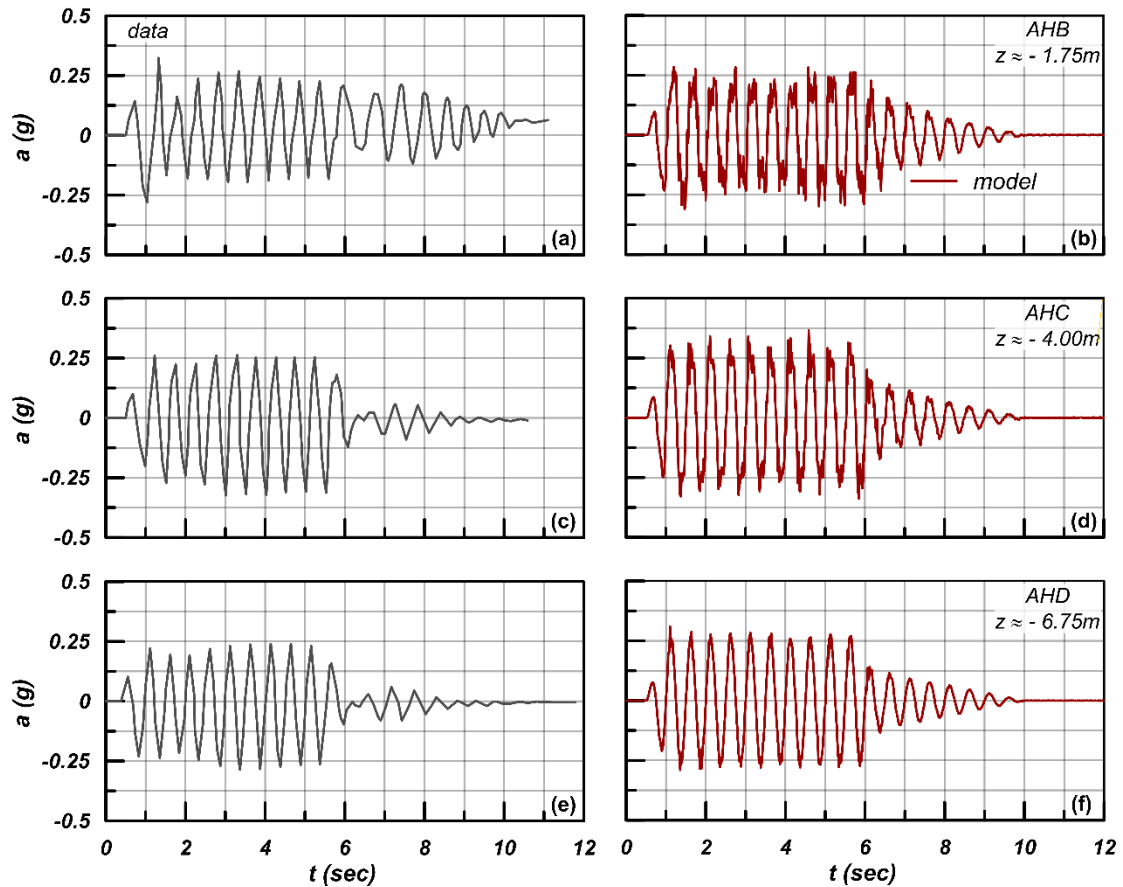 0.5
0.25
0
-0.25
-0.5
a (g)
data
(a)
AHB
z ≈ - 1.75m
model
(b)
0.5
0.25
0
-0.25
-0.5
a (g)
(c)
AHC
z ≈ - 4.00m
(d)
0.5
0.25
0
-0.25
-0.5
a (g)
(e)
0 2 4 6 8 10 12
t (sec)
AHD
z ≈ - 6.75m
(f)
0 2 4 6 8 10 12
t (sec)